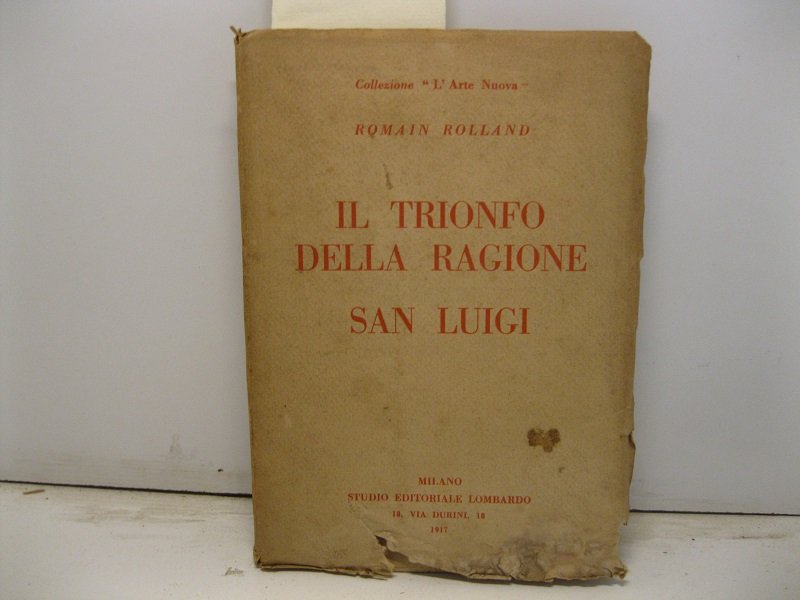 Collezione "L'Arte Nuova"
ROMAIN ROLLAND
IL TRIONFO
DELLA RAGIONE
SAN LUIGI
MILANO
STUDIO EDITORIALE LOMBARDO
18, VIA DURINI, 18
1917